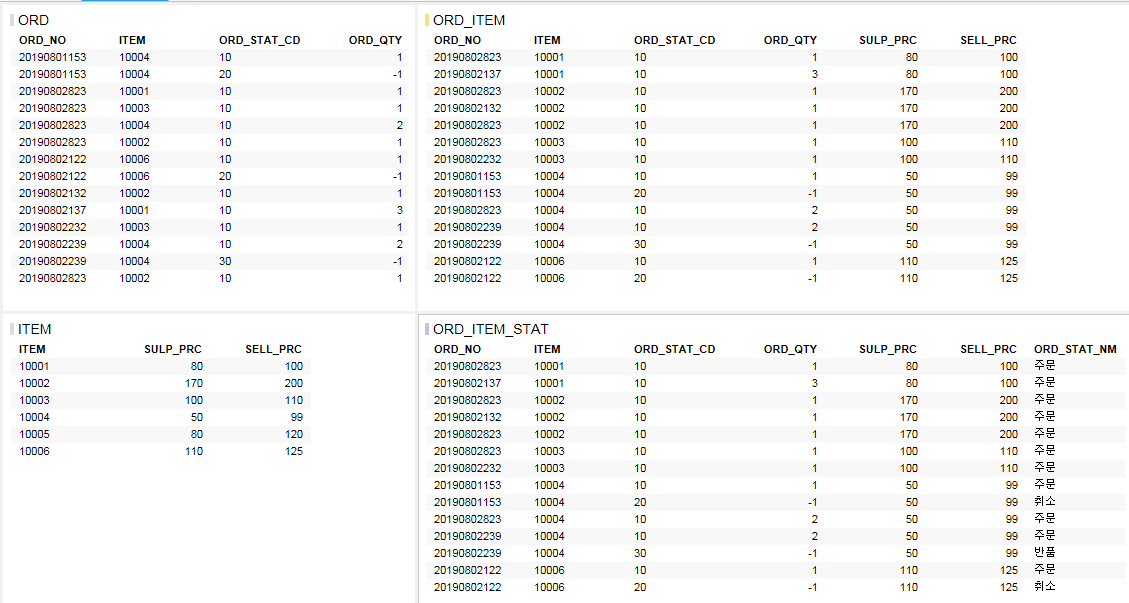 ORD
ORD_NO ITEM ORD_STAT_CD ORD_QTY
20190801153 10004 10 1
20190801153 10004 20 -1
20190802823 10001 10 1
20190802823 10003 10 1
20190802823 10004 10 2
20190802823 10002 10 1
20190802122 10006 10 1
20190802122 10006 20 -1
20190802132 10002 10 1
20190802137 10001 10 3
20190802232 10003 10 1
20190802239 10004 10 2
20190802239 10004 30 -1
20190802823 10002 10 1
ORD_ITEM
ORD_NO ITEM ORD_STAT_CD ORD_QTY SULP_PRC SELL_PRC
20190802823 10001 10 1 80 100
20190802137 10001 10 3 80 100
20190802823 10002 10 1 170 200
20190802132 10002 10 1 170 200
20190802823 10002 10 1 170 200
20190802823 10003 10 1 100 110
20190802232 10003 10 1 100 110
20190801153 10004 10 1 50 99
20190801153 10004 20 -1 50 99
20190802823 10004 10 2 50 99
20190802239 10004 10 2 50 99
20190802239 10004 30 -1 50 99
20190802122 10006 10 1 110 125
20190802122 10006 20 -1 110 125
ITEM
ITEM SULP_PRC SELL_PRC
10001 80 100
10002 170 200
10003 100 110
10004 50 99
10005 80 120
10006 110 125
ORD_ITEM_STAT
ORD_NO ITEM ORD_STAT_CD ORD_QTY SULP_PRC SELL_PRC ORD_STAT_NM
20190802823 10001 10 1 80 100 주문
20190802137 10001 10 3 80 100 주문
20190802823 10002 10 1 170 200 주문
20190802132 10002 10 1 170 200 주문
20190802823 10002 10 1 170 200 주문
20190802823 10003 10 1 100 110 주문
20190802232 10003 10 1 100 110 주문
20190801153 10004 10 1 50 99 주문
20190801153 10004 20 -1 50 99 취소
20190802823 10004 10 2 50 99 주문
20190802239 10004 10 2 50 99 주문
20190802239 10004 30 -1 50 99 반품
20190802122 10006 10 1 110 125 주문
20190802122 10006 20 -1 110 125 취소